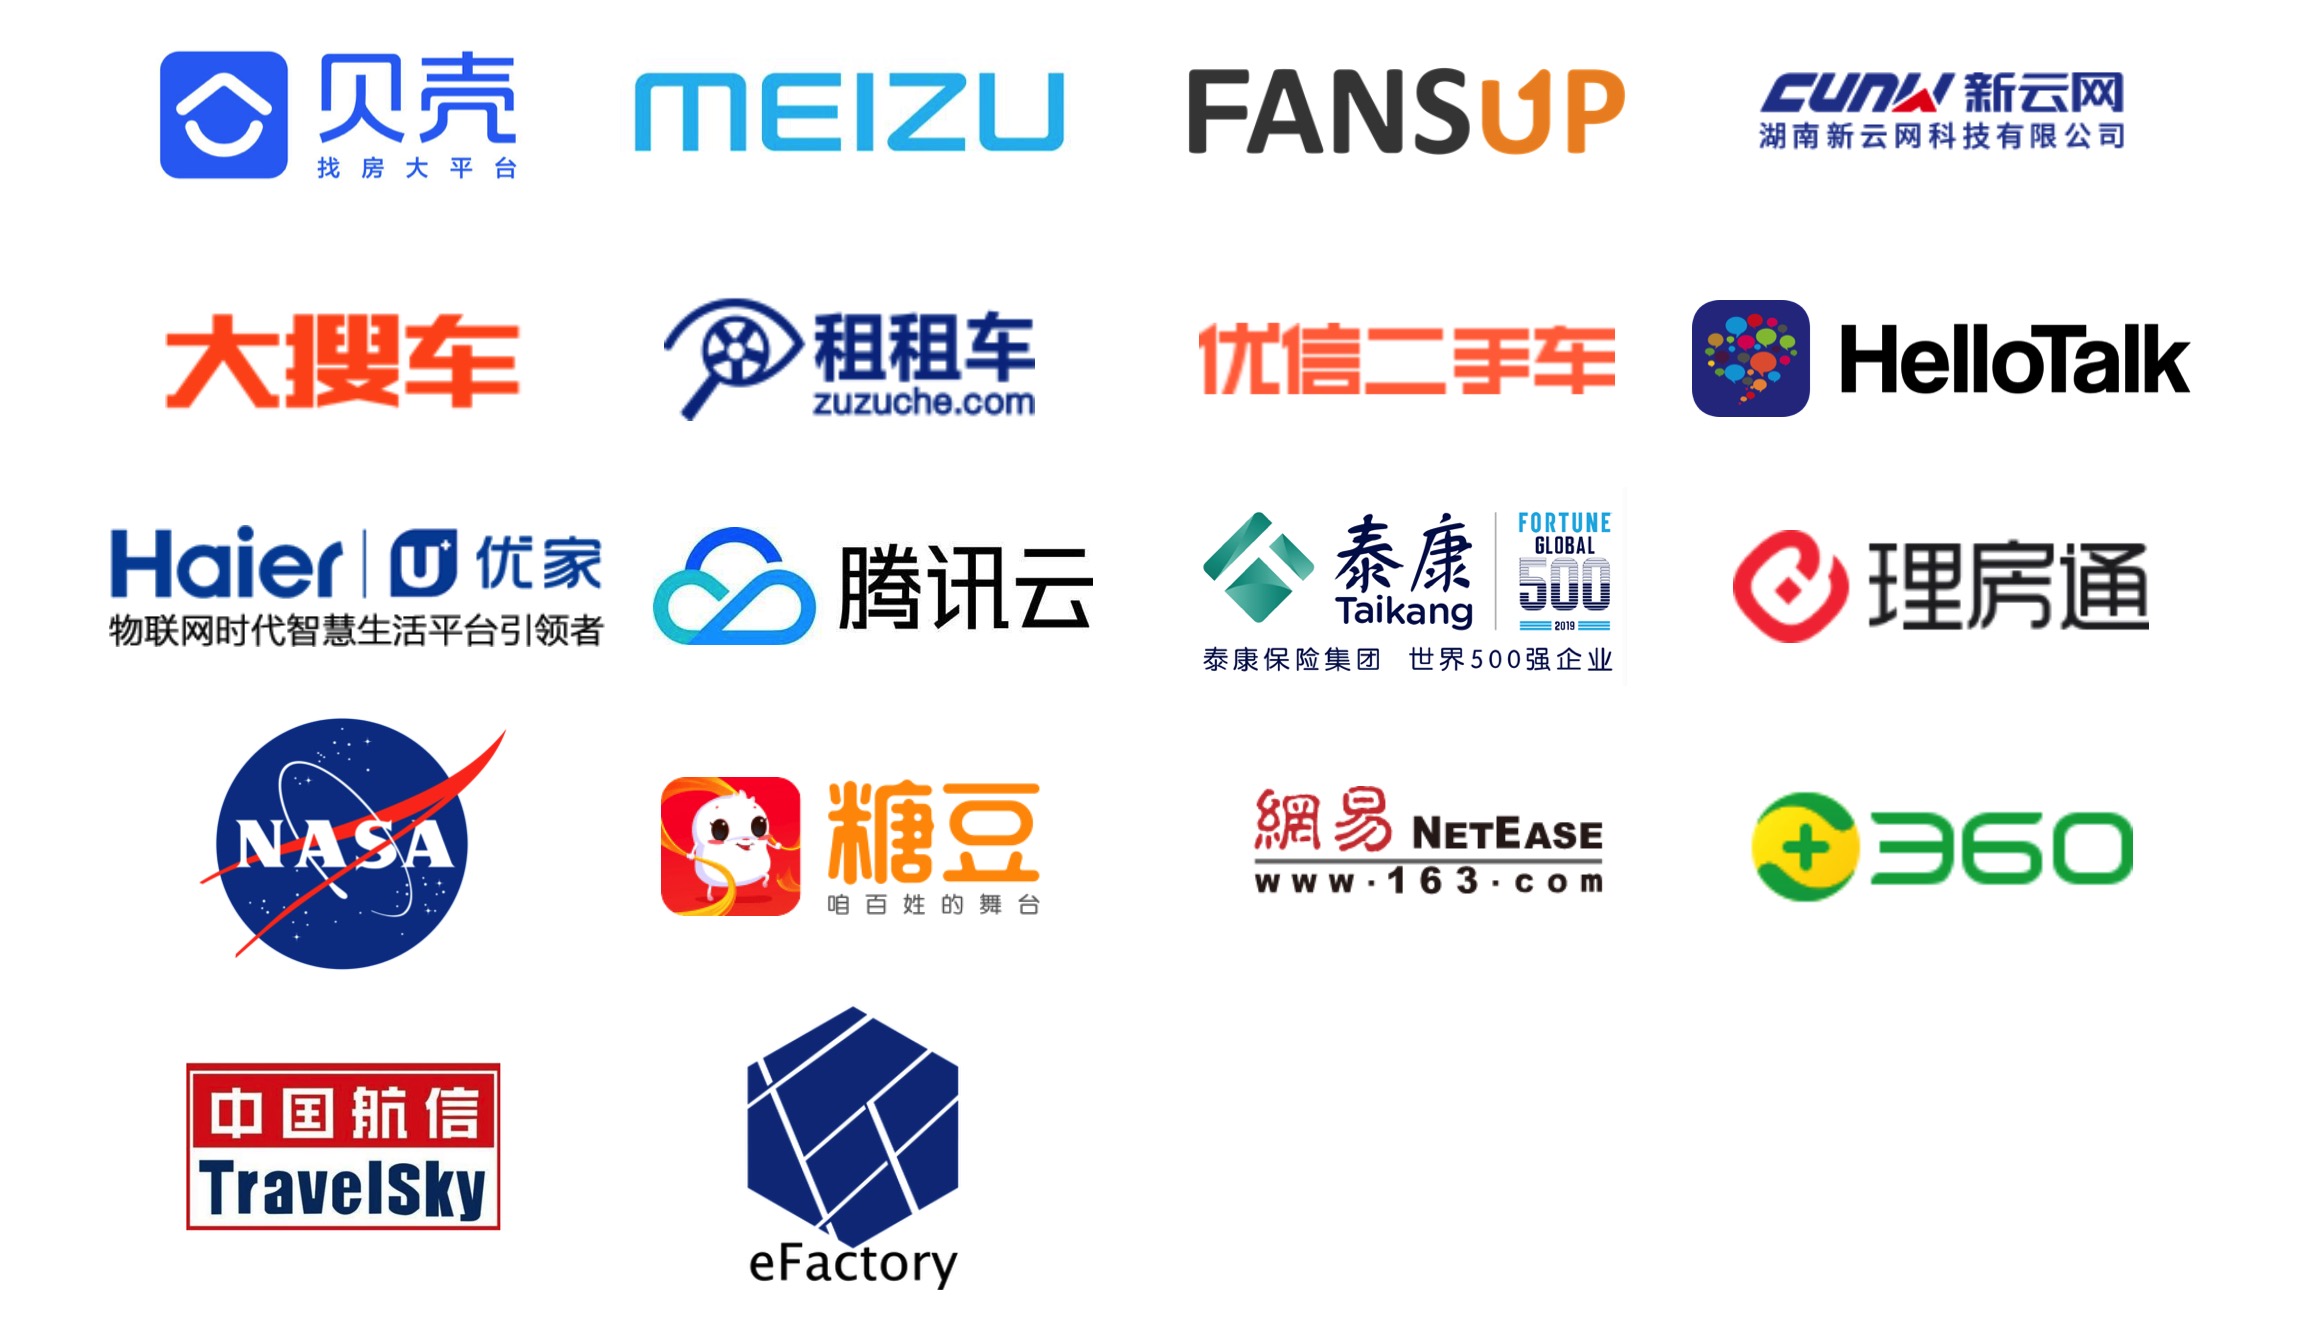 贝壳
找房大平台
MEIZU
FANSUP
CUNW 新云网
湖南新云网科技有限公司
大搜车
租租车
zuzuche.com
优信二手车
HelloTalk
Haier U+ 优家
物联网时代智慧生活平台引领者
腾讯云
泰康
Taikang
FORTUNE
GLOBAL
500
2019
泰康保险集团 世界500强企业
理房通
NASA
糖豆
咱百姓的舞台
網易 NETEASE
www.163.com
360
中国航信
TravelSky
eFactory